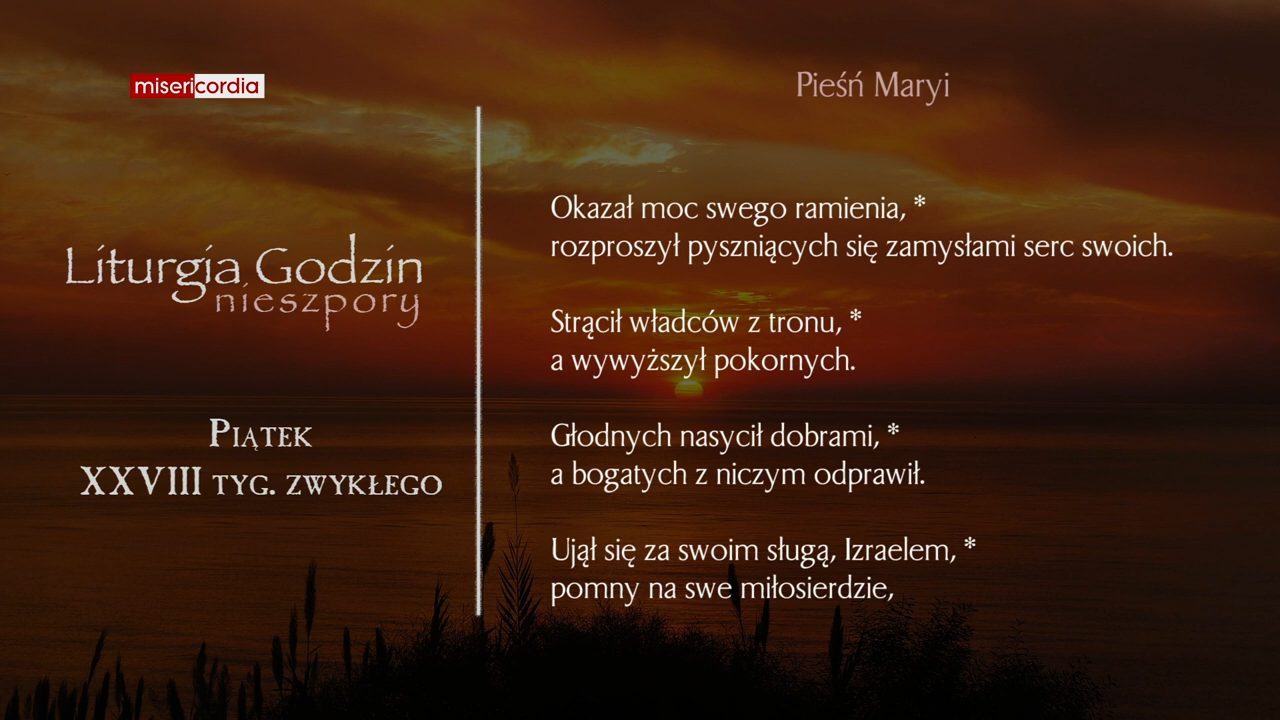 misericordia
Liturgia Godzin
nieszpory
Piątek
XXVIII tyg. zwykłego
Pieśń Maryi
Okazał moc swego ramienia, *
rozproszył pyszniących się zamysłami serc swoich.
Strącił władców z tronu, *
a wywyższył pokornych.
Głodnych nasycił dobrami, *
a bogatych z niczym odprawił.
Ujął się za swoim sługą, Izraelem, *
pomny na swe miłosierdzie,